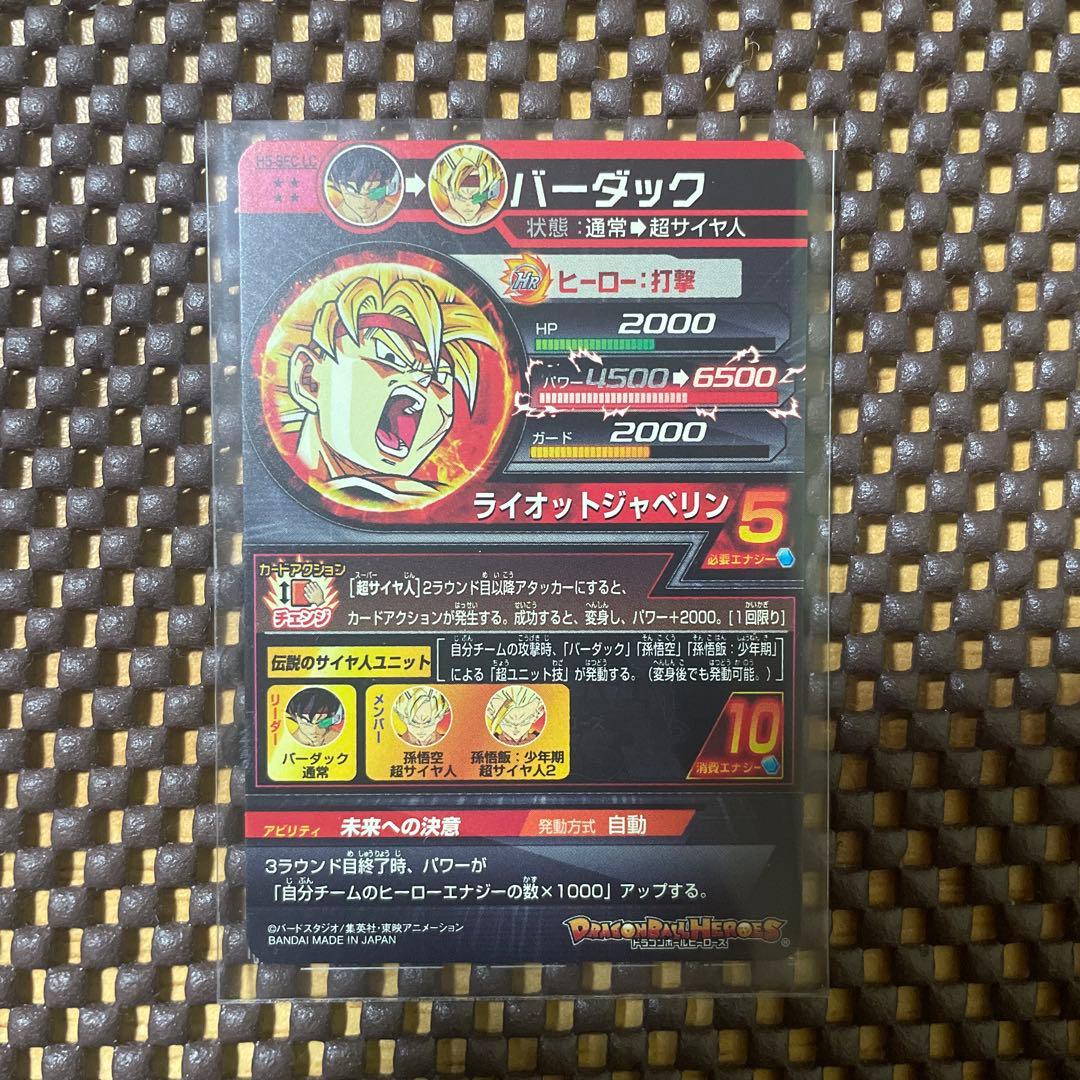 H5-SEC LC
バーダック
状態:通常➡超サイヤ人
HR ヒーロー:打撃
HP 2000
パワー 4500➡6500
ガード 2000
ライオットジャベリン 5
必要エナジー
カードアクション
チェンジ
[超サイヤ人]2ラウンド目以降アタッカーにすると、
カードアクションが発生する。成功すると、変身し、パワー+2000。[1回限り]
伝説のサイヤ人ユニット
自分チームの攻撃時、「バーダック」「孫悟空」「孫悟飯:少年期」
による「超ユニット技」が発動する。(変身後でも発動可能。)
リーダー
バーダック
通常
メンバー
孫悟空
超サイヤ人
孫悟飯:少年期
超サイヤ人2
10
消費エナジー
アビリティ 未来への決意 発動方式 自動
3ラウンド目終了時、パワーが
「自分チームのヒーローエナジーの数×1000」アップする。
©バードスタジオ/集英社・東映アニメーション
BANDAI MADE IN JAPAN
DRAGONBALL HEROES
ドラゴンボールヒーローズ